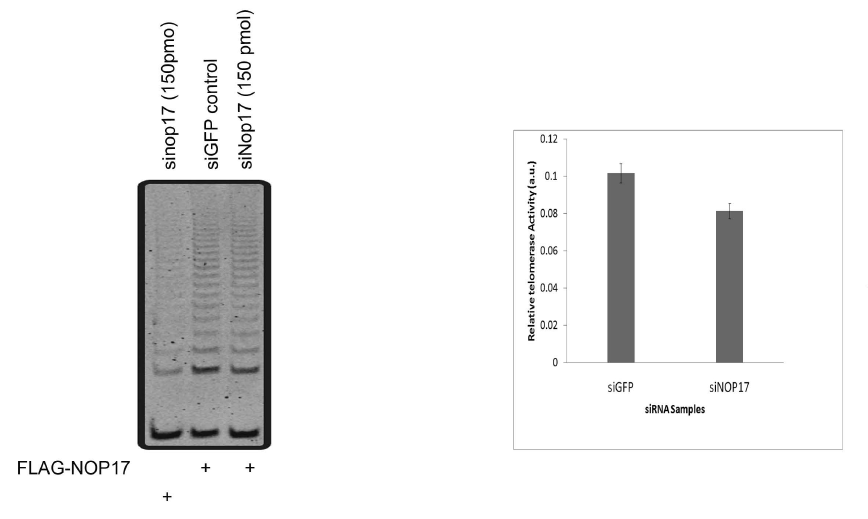 sinop17 (150pmo)
siGFP control
siNop17 (150 pmol)
FLAG-NOP17 + +
+
Relative telomerase Activity (a.u.)
0.12
0.1
0.08
0.06
0.04
0.02
0
siGFP siNOP17
siRNA Samples